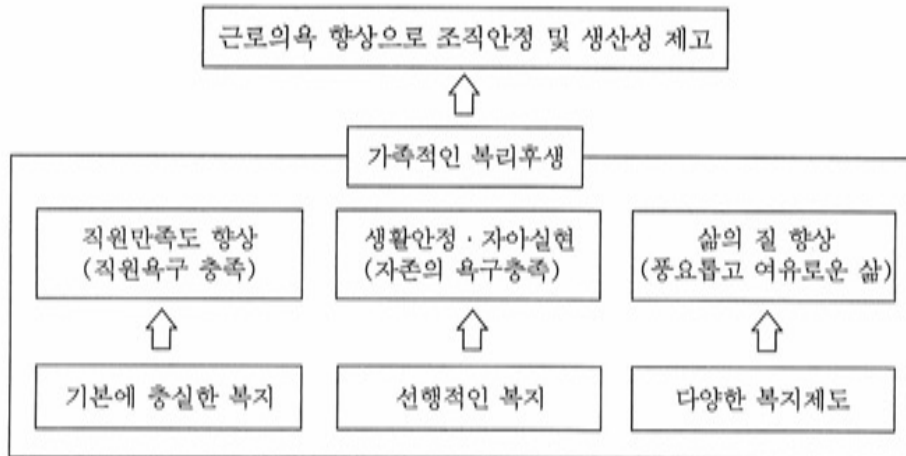 근로의욕 향상으로 조직안정 및 생산성 제고
가족적인 복리후생
직원만족도 향상
(직원욕구 충족)
생활안정 · 자아실현
(자존의 욕구충족)
삶의 질 향상
(풍요롭고 여유로운 삶)
기본에 충실한 복지
선행적인 복지
다양한 복지제도